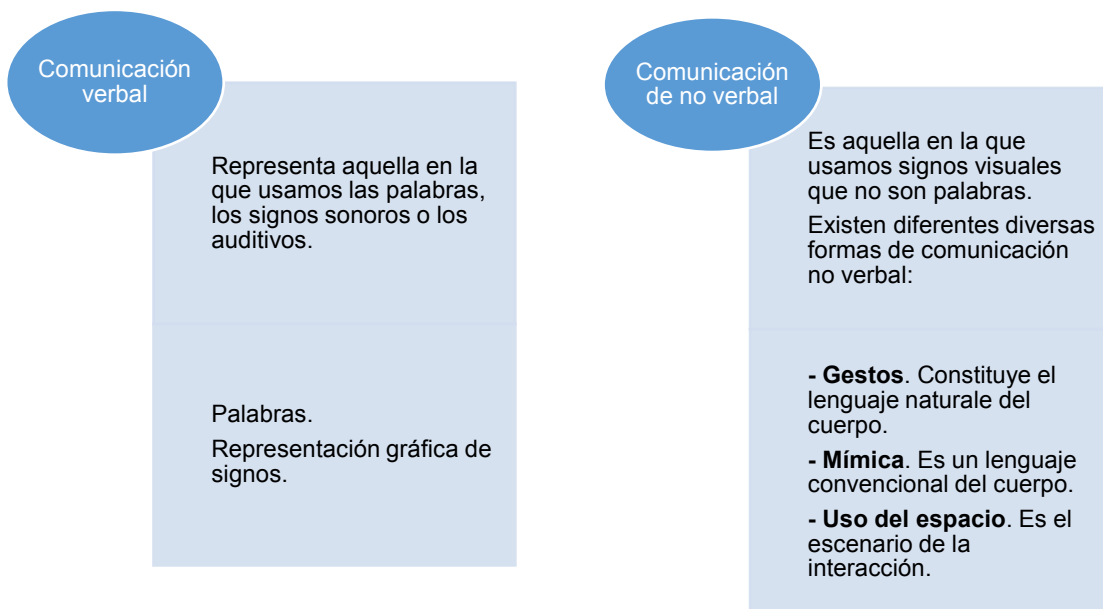 Comunicación
verbal
Representa aquella en la
que usamos las palabras,
los signos sonoros o los
auditivos.
Palabras.
Representación gráfica de
signos.
Comunicación
de no verbal
Es aquella en la que
usamos signos visuales
que no son palabras.
Existen diferentes diversas
formas de comunicación
no verbal:
- Gestos. Constituye el
lenguaje naturale del
cuerpo.
- Mímica. Es un lenguaje
convencional del cuerpo.
- Uso del espacio. Es el
escenario de la
interacción.